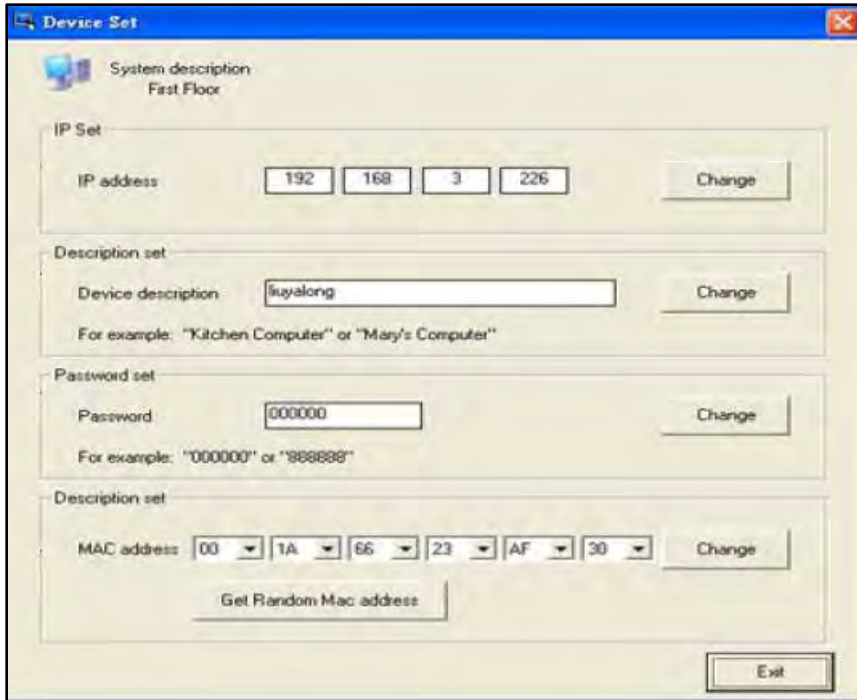 Device Set
System description
First Floor
IP Set
IP address 192 168 3 226 Change
Description set
Device description liuyalong Change
For example: "Kitchen Computer" or "Mary's Computer"
Password set
Password 000000 Change
For example: "000000" or "888888"
Description set
MAC address 00 1A 66 23 AF 30 Change
Get Random Mac address
Exit